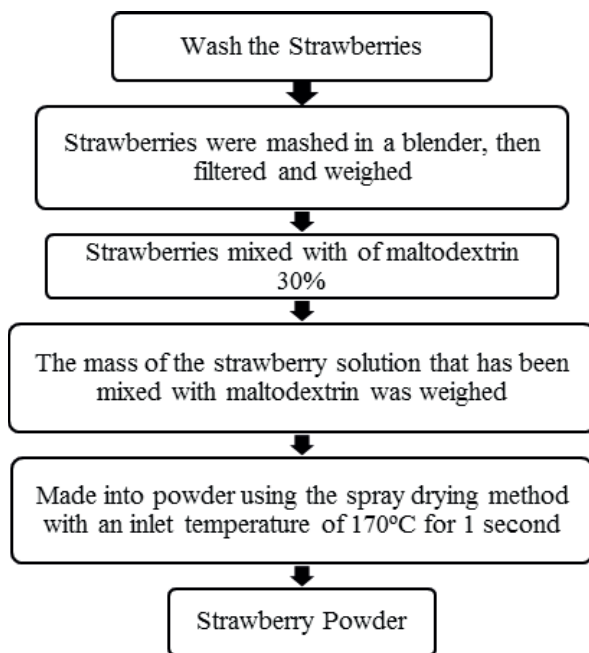 Wash the Strawberries
Strawberries were mashed in a blender, then
filtered and weighed
Strawberries mixed with of maltodextrin
30%
The mass of the strawberry solution that has been
mixed with maltodextrin was weighed
Made into powder using the spray drying method
with an inlet temperature of 170°C for 1 second
Strawberry Powder